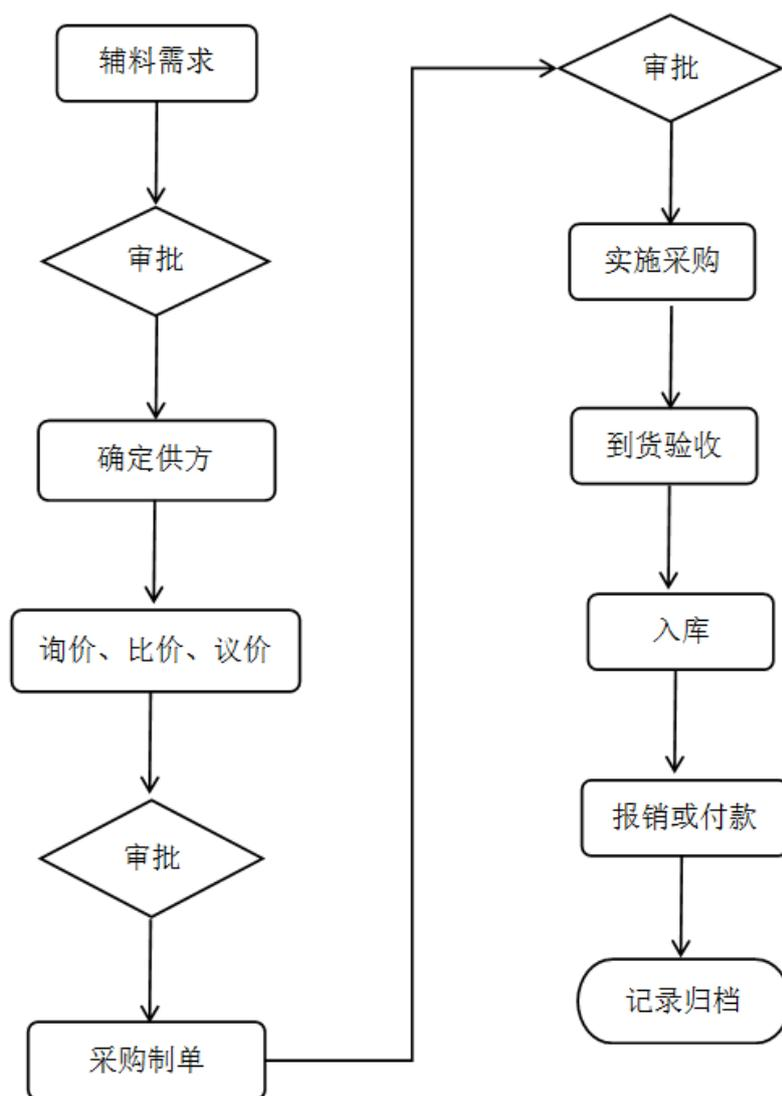 辅料需求
审批
确定供方
询价、比价、议价
审批
采购制单
审批
实施采购
到货验收
入库
报销或付款
记录归档